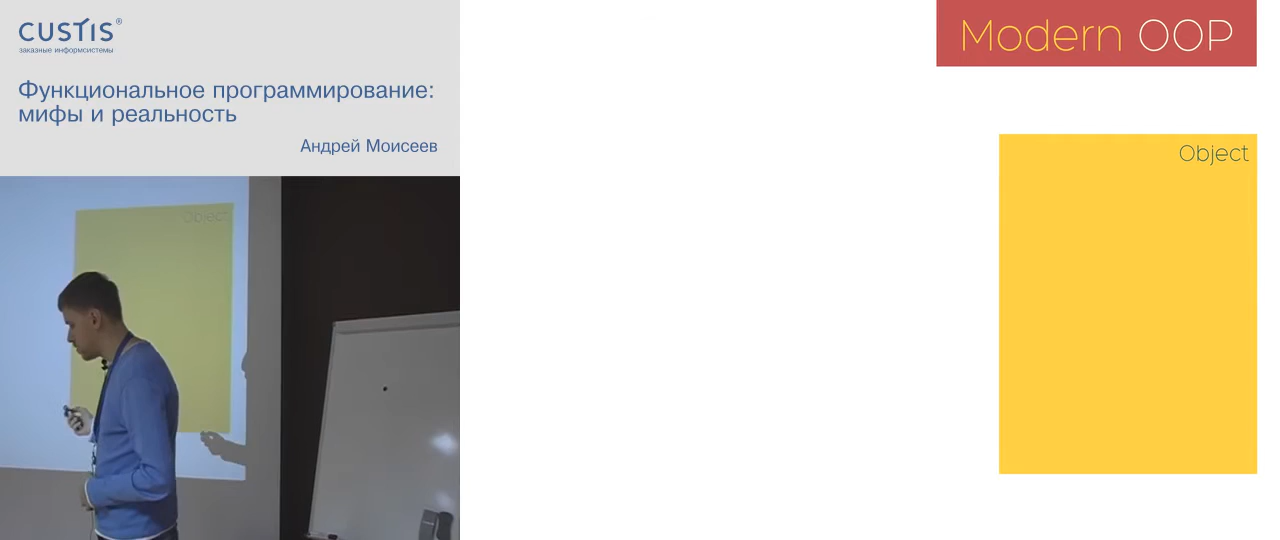 CUSTIS®
заказные информсистемы
Функциональное программирование:
мифы и реальность
Андрей Моисеев
Object
Modern OOP
Object